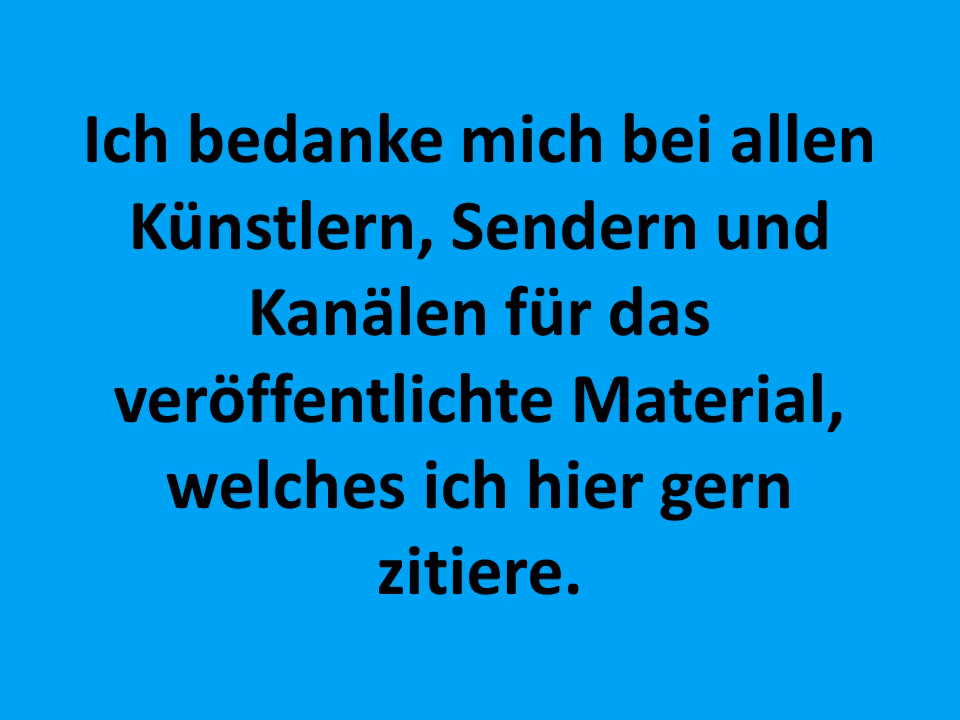 Ich bedanke mich bei allen
Künstlern, Sendern und
Kanälen für das
veröffentlichte Material,
welches ich hier gern
zitiere.